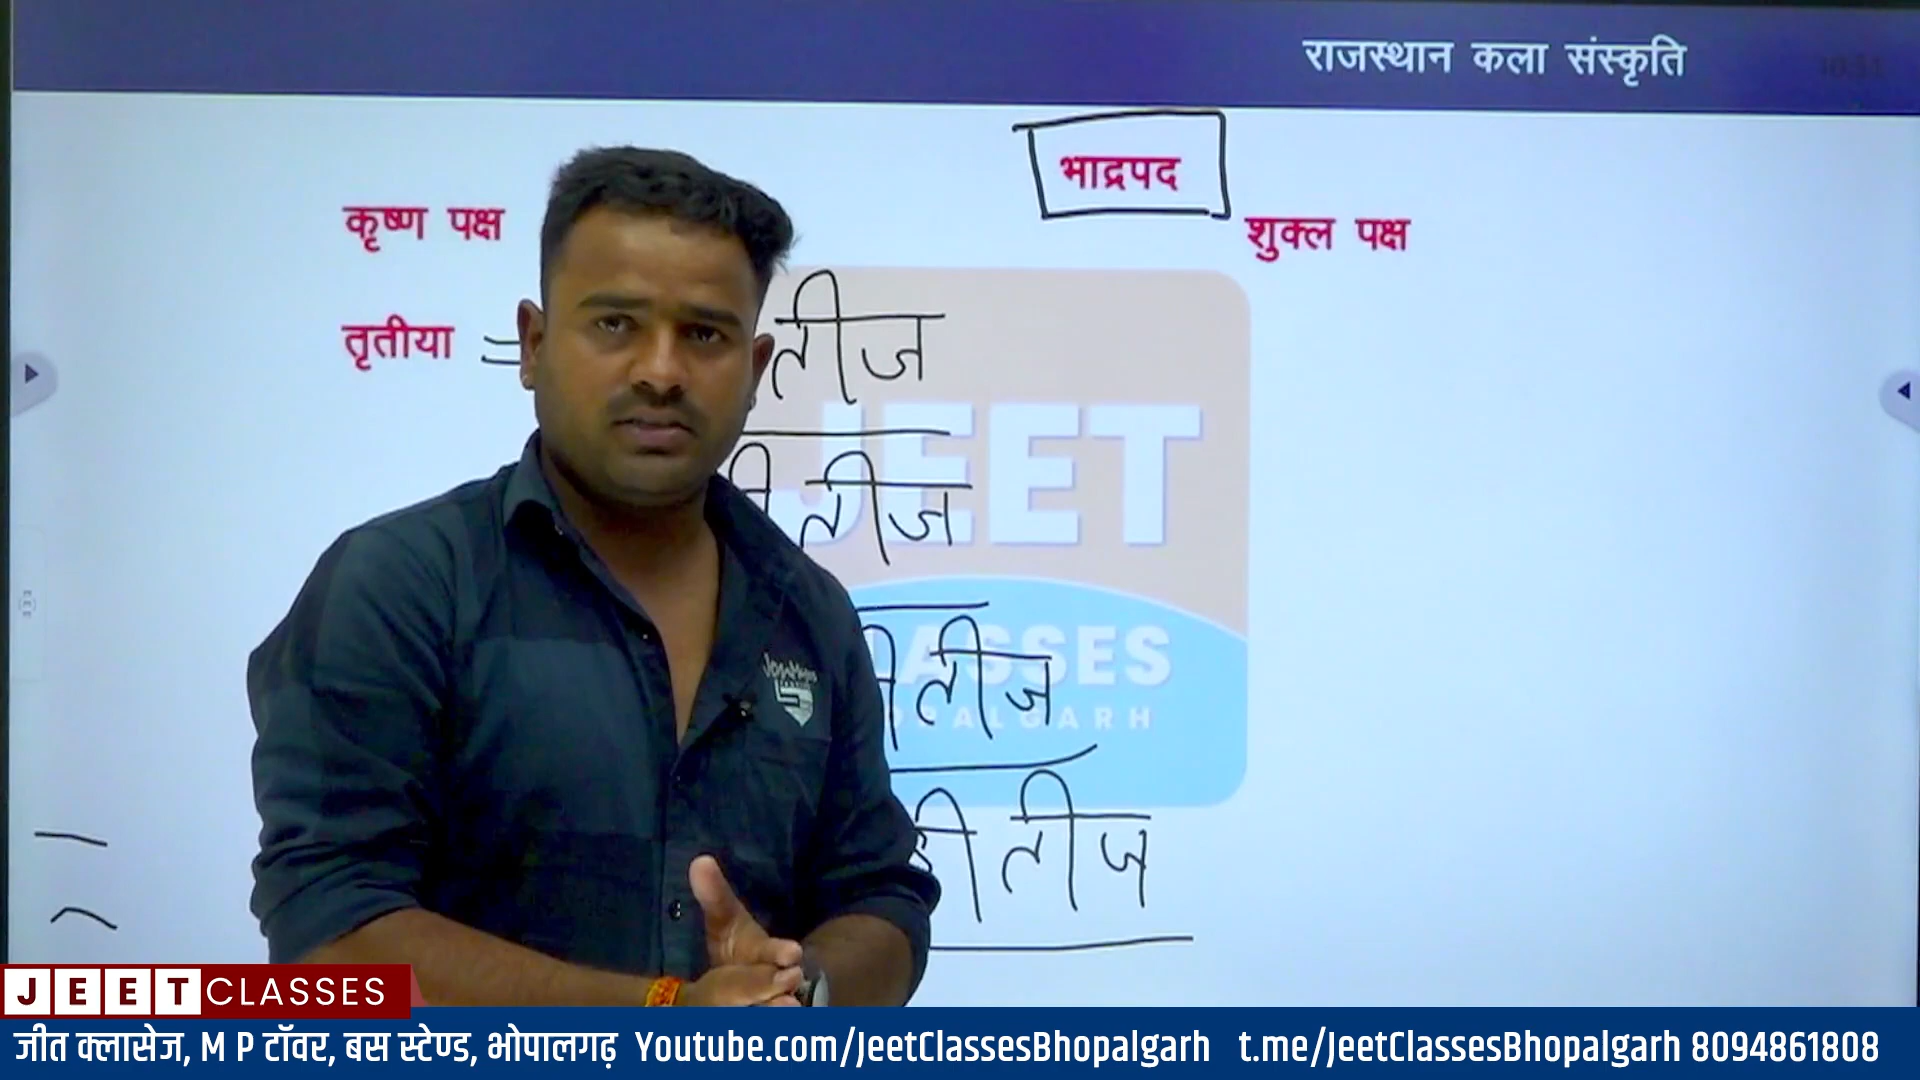 राजस्थान कला संस्कृति
भाद्रपद
कृष्ण पक्ष
शुक्ल पक्ष
तृतीया = तीज
तीज
तीज
तीज
JEET
CLASSES
JEET CLASSES
जीत क्लासेज, M P टॉवर, बस स्टेण्ड, भोपालगढ़ Youtube.com/JeetClassesBhopalgarh t.me/JeetClassesBhopalgarh 8094861808